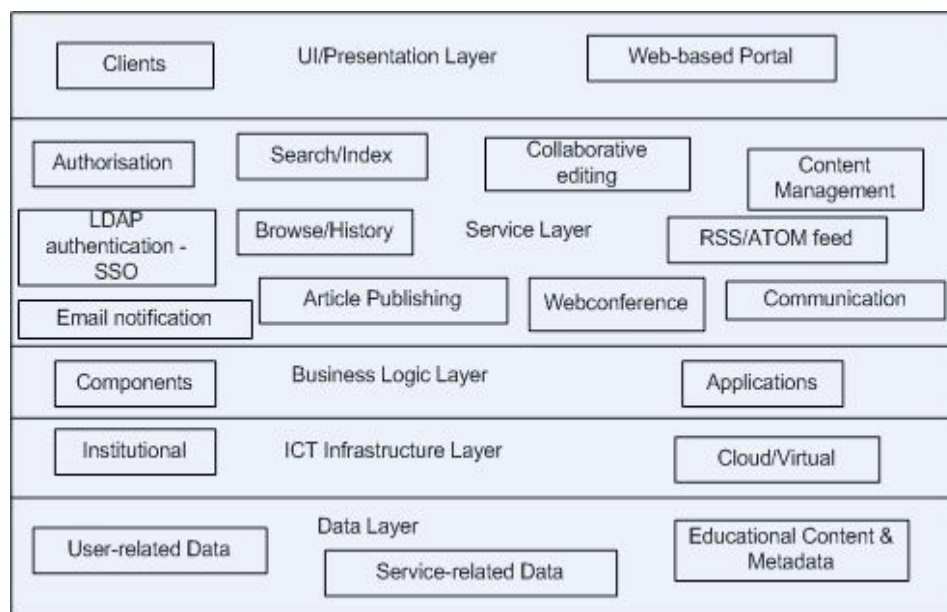 Clients
UI/Presentation Layer
Web-based Portal
Authorisation
Search/Index
Collaborative
editing
Content
Management
LDAP
authentication -
SSO
Browse/History
Service Layer
RSS/ATOM feed
Email notification
Article Publishing
Webconference
Communication
Components
Business Logic Layer
Applications
Institutional
ICT Infrastructure Layer
Cloud/Virtual
User-related Data
Data Layer
Service-related Data
Educational Content &
Metadata